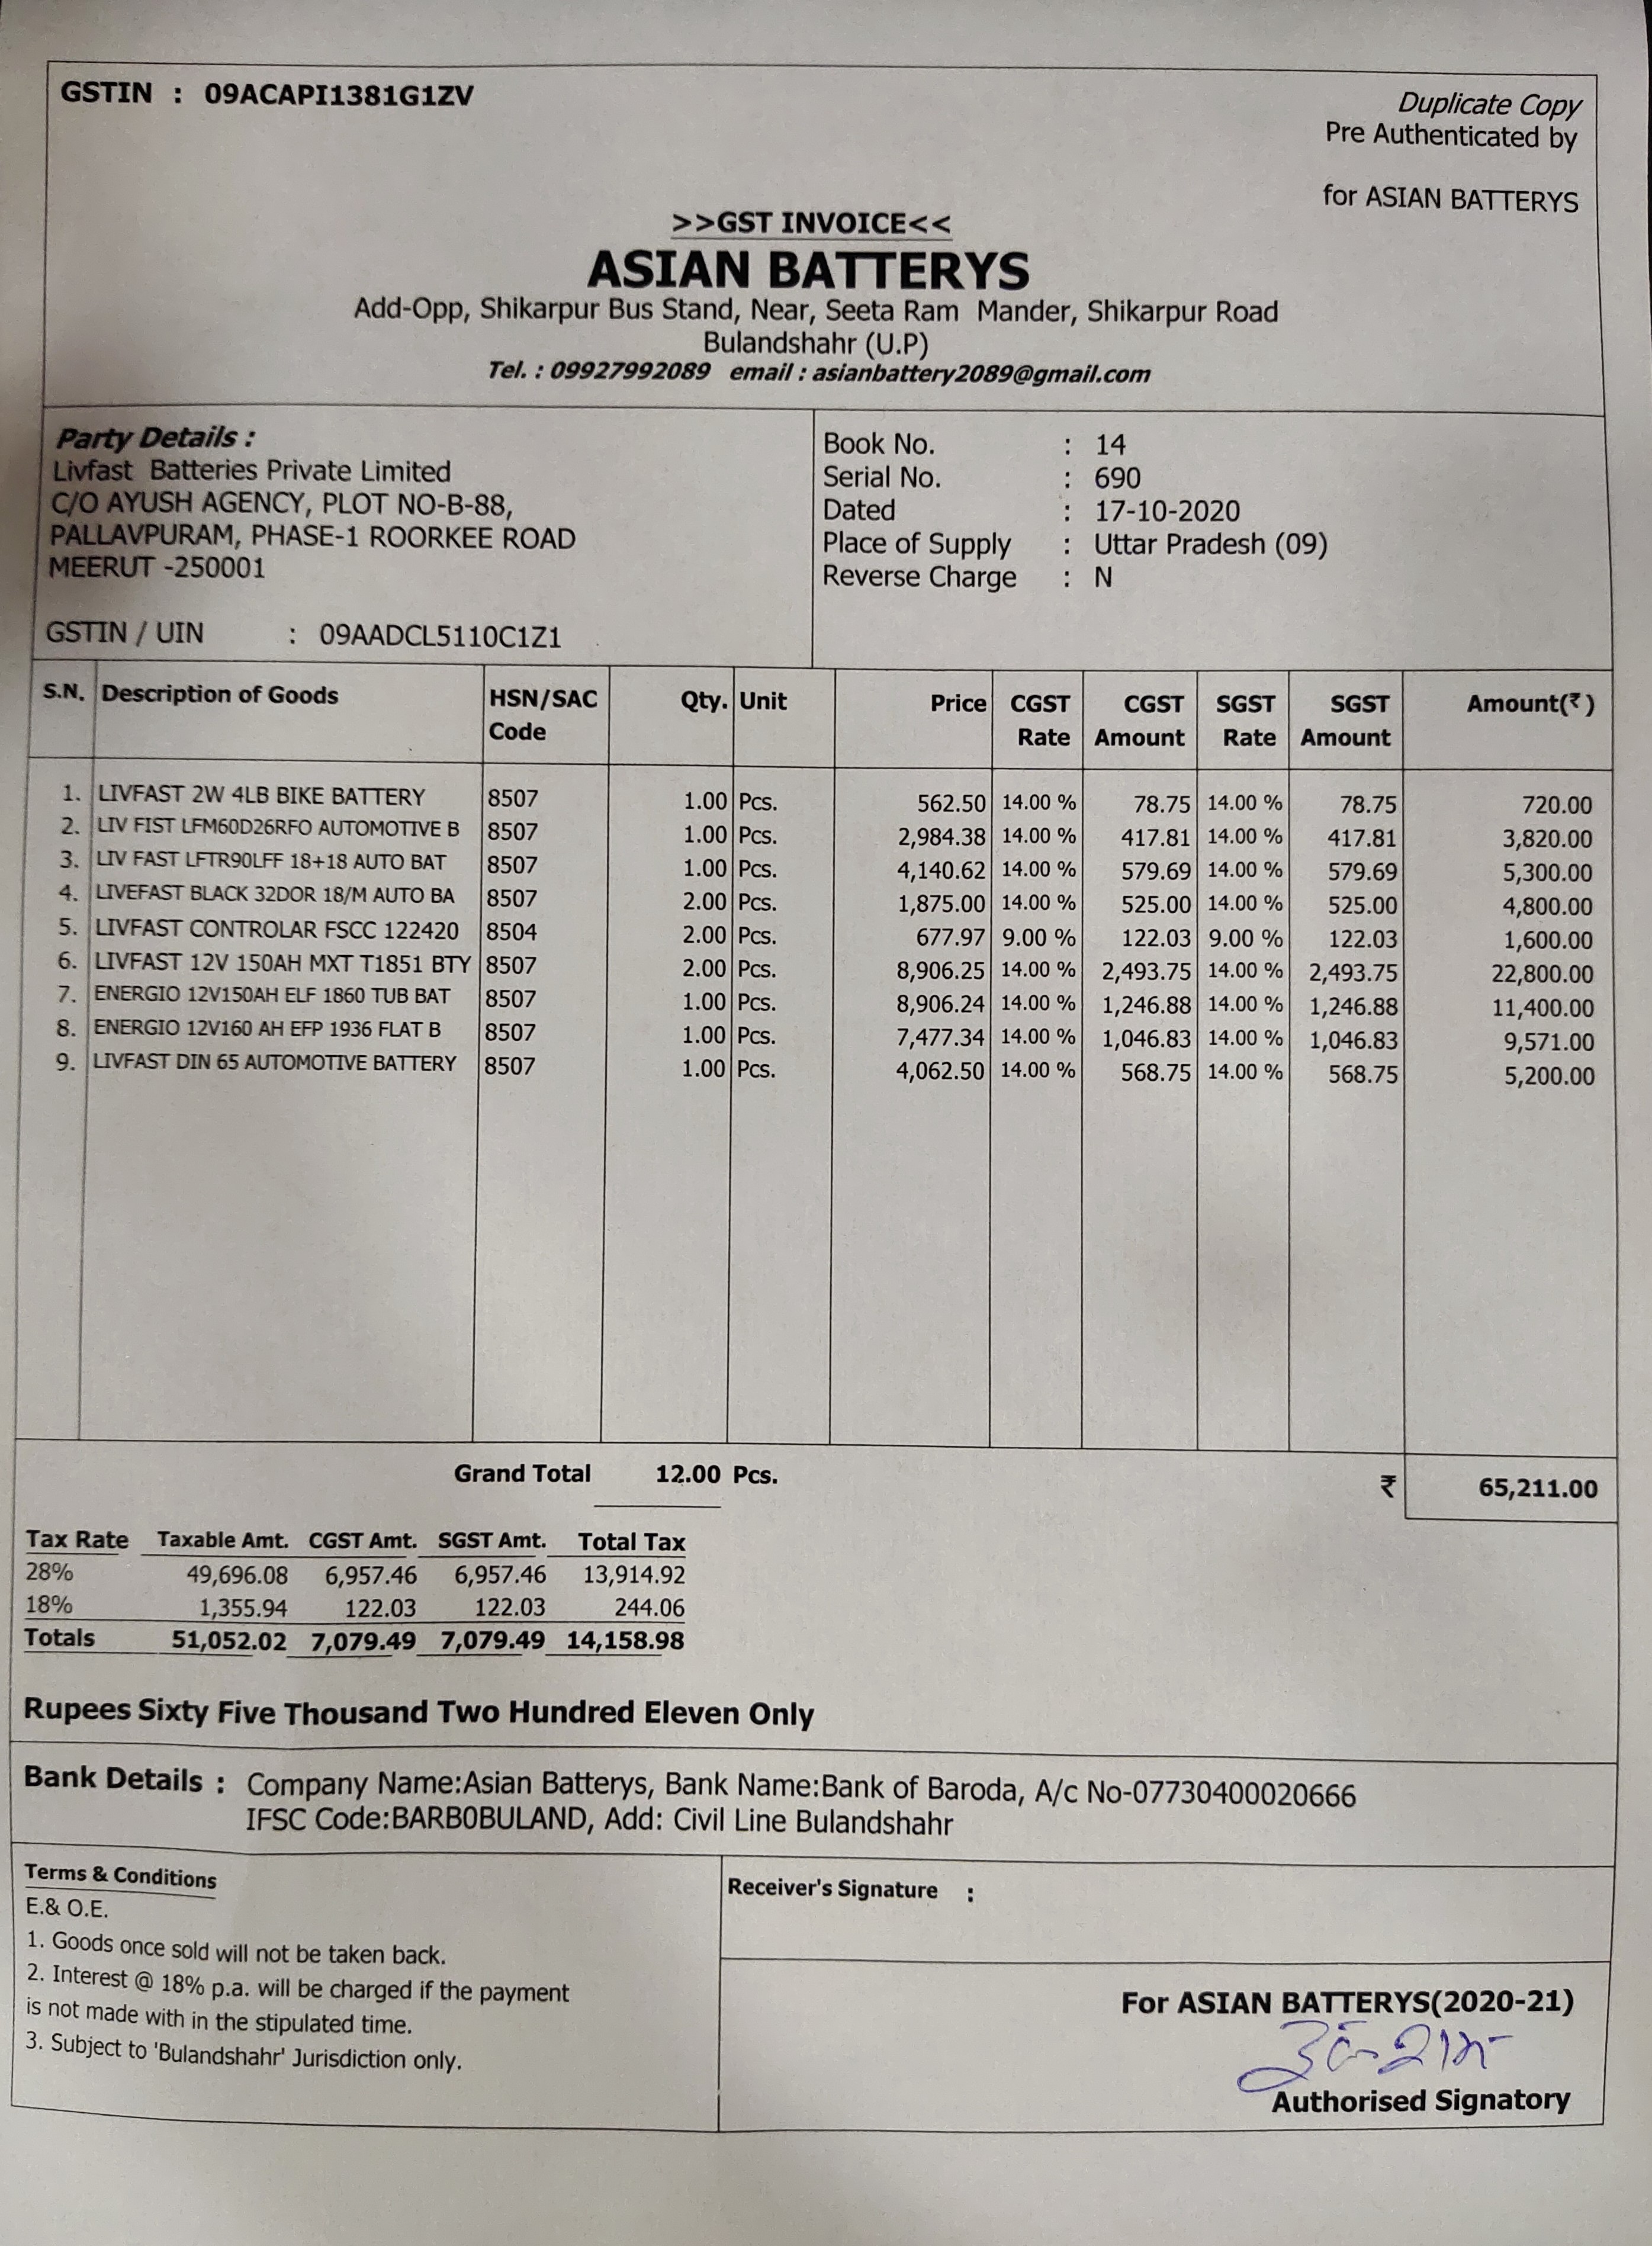 GSTIN : 09ACAPI1381G1ZV
Duplicate Copy
Pre Authenticated by
for ASIAN BATTERYS
>>GST INVOICE<<
ASIAN BATTERYS
Add-Opp, Shikarpur Bus Stand, Near, Seeta Ram Mander, Shikarpur Road
Bulandshahr (U.P)
Tel. : 09927992089 email : asianbattery2089@gmail.com
Party Details :
Livfast Batteries Private Limited
C/O AYUSH AGENCY, PLOT NO-B-88,
PALLAVPURAM, PHASE-1 ROORKEE ROAD
MEERUT -250001
GSTIN / UIN : 09AADCL5110C1Z1
Book No. : 14
Serial No. : 690
Dated : 17-10-2020
Place of Supply : Uttar Pradesh (09)
Reverse Charge : N
S.N. Description of Goods HSN/SAC Code Qty. Unit Price CGST Rate CGST Amount SGST Rate SGST Amount Amount(₹)
1. LIVFAST 2W 4LB BIKE BATTERY 8507 1.00 Pcs. 562.50 14.00 % 78.75 14.00 % 78.75 720.00
2. LIV FIST LFM60D26RFO AUTOMOTIVE B 8507 1.00 Pcs. 2,984.38 14.00 % 417.81 14.00 % 417.81 3,820.00
3. LIV FAST LFTR90LFF 18+18 AUTO BAT 8507 1.00 Pcs. 4,140.62 14.00 % 579.69 14.00 % 579.69 5,300.00
4. LIVEFAST BLACK 32DOR 18/M AUTO BA 8507 2.00 Pcs. 1,875.00 14.00 % 525.00 14.00 % 525.00 4,800.00
5. LIVFAST CONTROLAR FSCC 122420 8504 2.00 Pcs. 677.97 9.00 % 122.03 9.00 % 122.03 1,600.00
6. LIVFAST 12V 150AH MXT T1851 BTY 8507 2.00 Pcs. 8,906.25 14.00 % 2,493.75 14.00 % 2,493.75 22,800.00
7. ENERGIO 12V150AH ELF 1860 TUB BAT 8507 1.00 Pcs. 8,906.24 14.00 % 1,246.88 14.00 % 1,246.88 11,400.00
8. ENERGIO 12V160 AH EFP 1936 FLAT B 8507 1.00 Pcs. 7,477.34 14.00 % 1,046.83 14.00 % 1,046.83 9,571.00
9. LIVFAST DIN 65 AUTOMOTIVE BATTERY 8507 1.00 Pcs. 4,062.50 14.00 % 568.75 14.00 % 568.75 5,200.00
Grand Total 12.00 Pcs. ₹ 65,211.00
Tax Rate Taxable Amt. CGST Amt. SGST Amt. Total Tax
28% 49,696.08 6,957.46 6,957.46 13,914.92
18% 1,355.94 122.03 122.03 244.06
Totals 51,052.02 7,079.49 7,079.49 14,158.98
Rupees Sixty Five Thousand Two Hundred Eleven Only
Bank Details : Company Name:Asian Batterys, Bank Name:Bank of Baroda, A/c No-07730400020666
IFSC Code:BARB0BULAND, Add: Civil Line Bulandshahr
Terms & Conditions
E.& O.E.
1. Goods once sold will not be taken back.
2. Interest @ 18% p.a. will be charged if the payment
is not made with in the stipulated time.
3. Subject to 'Bulandshahr' Jurisdiction only.
Receiver's Signature :
For ASIAN BATTERYS(2020-21)
Authorised Signatory